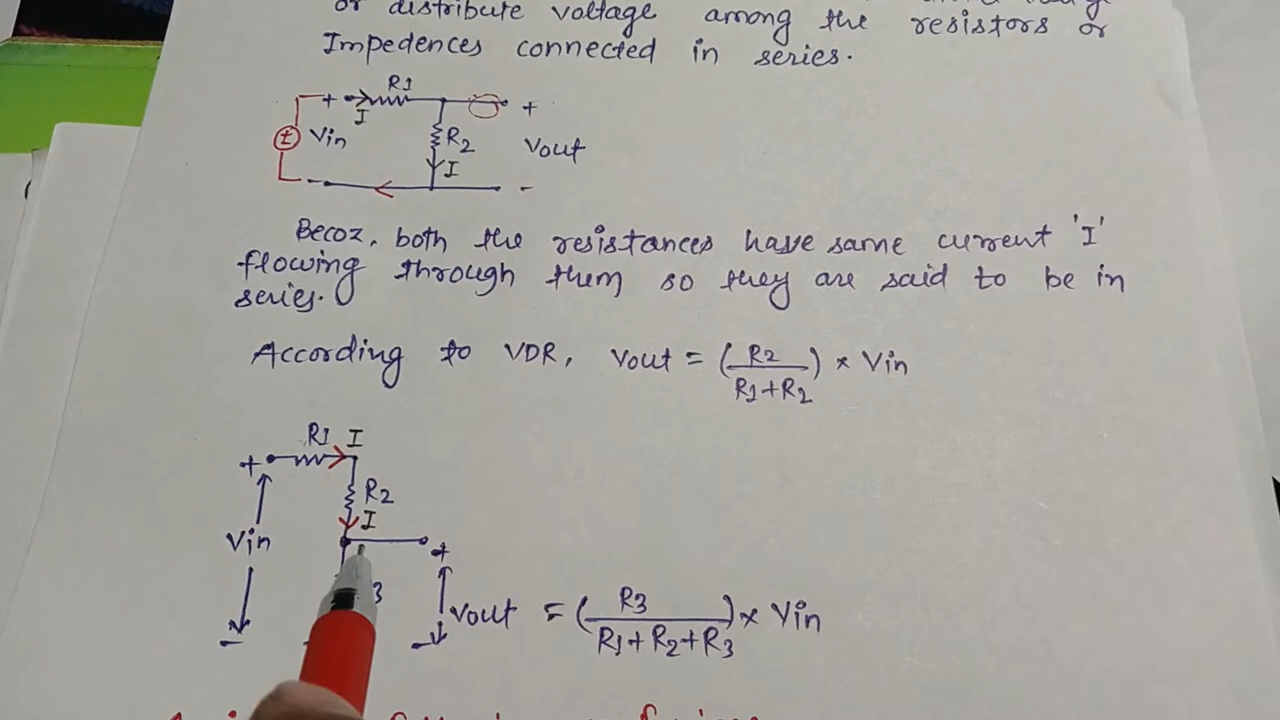 or distribute voltage among the resistors or
Impedences connected in series.
R1
+ I + 
± Vin R2 Vout
I
- -
Becoz, both the resistances have same current 'I'
flowing through them so they are said to be in
series.
According to VDR, Vout = (R2/R1+R2) × Vin
R1 I
+
R2
I
Vin +
3 Vout = (R3/R1+R2+R3) × Vin
- -